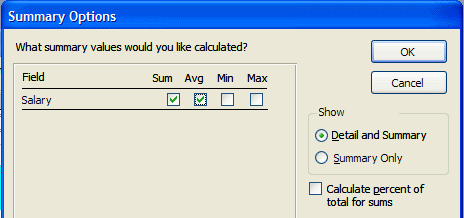 Summary Options
What summary values would you like calculated?
OK
Field Sum Avg Min Max
Cancel
Salary
Show
Detail and Summary
Summary Only
Calculate percent of
total for sums